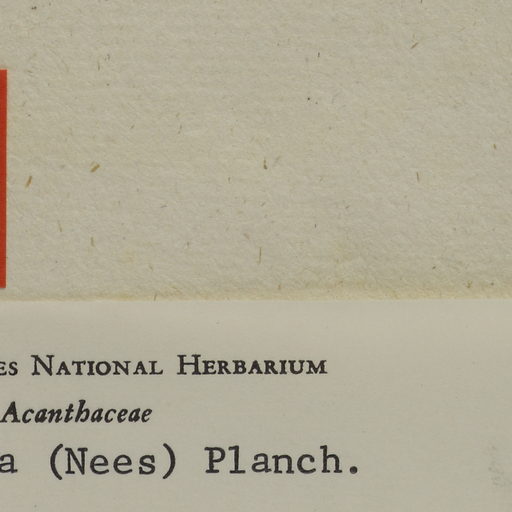 es National Herbarium
Acanthaceae
a (Nees) Planch.